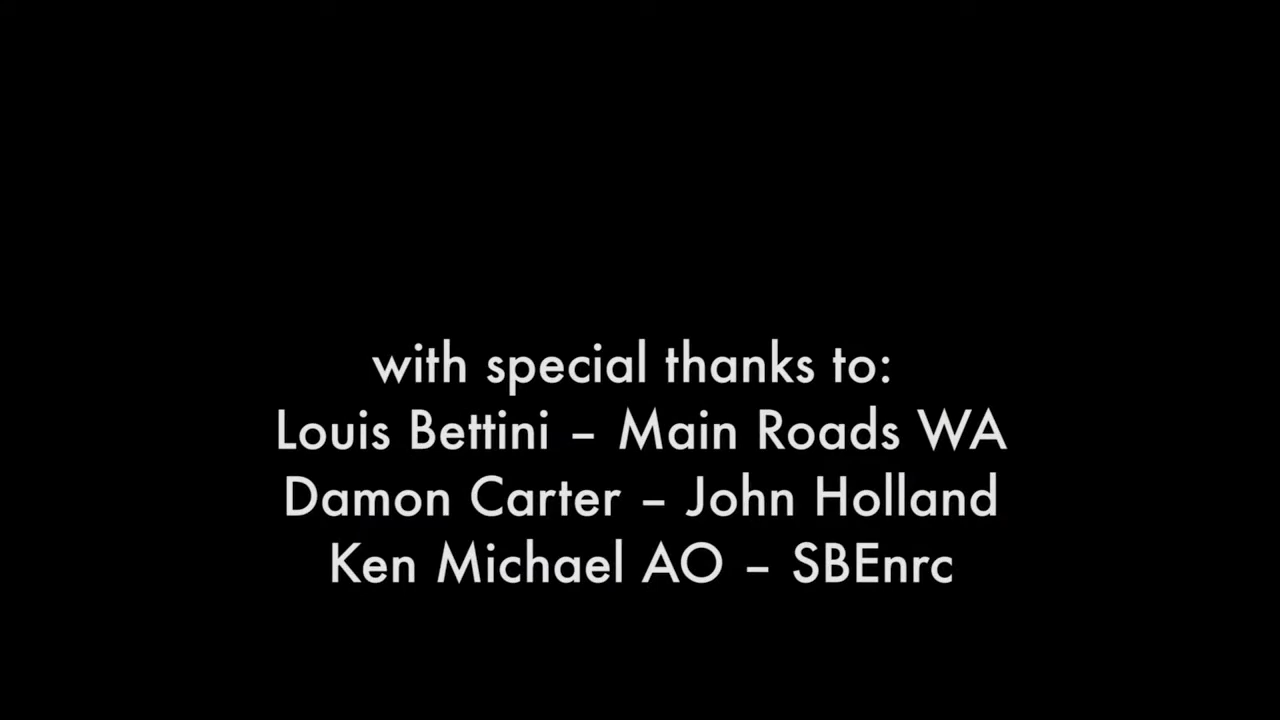 with special thanks to:
Louis Bettini – Main Roads WA
Damon Carter – John Holland
Ken Michael AO – SBEnrc